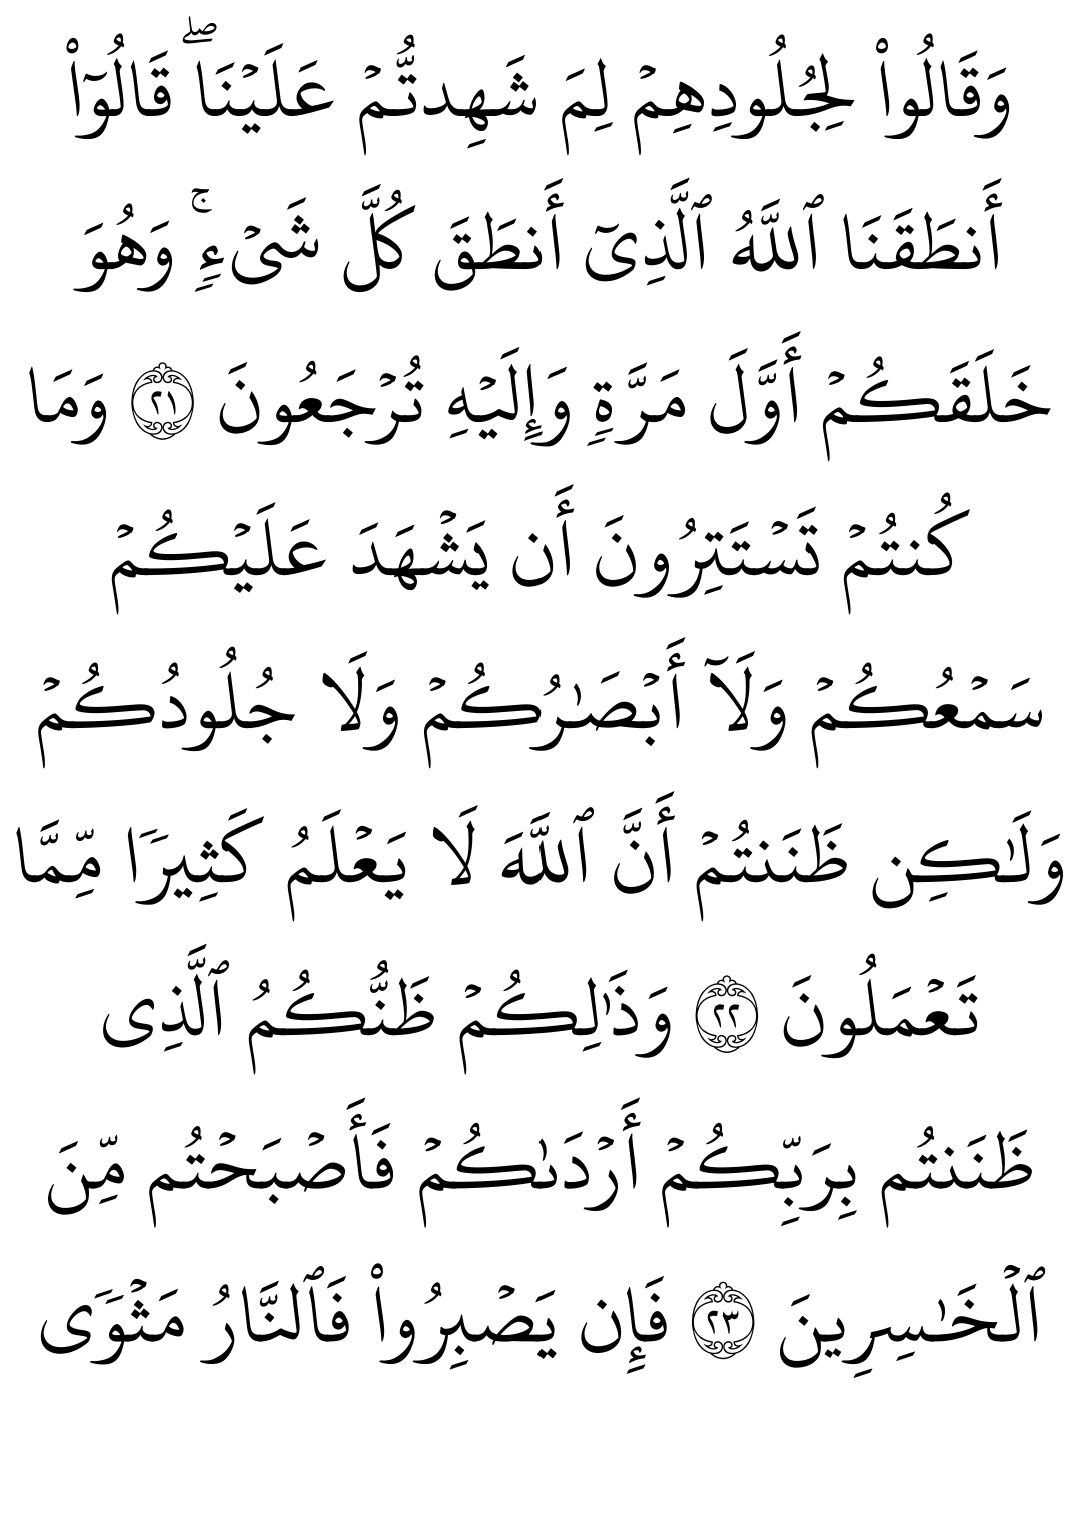 وَقَالُوا۟ لِجُلُودِهِمْ لِمَ شَهِدتُّمْ عَلَيْنَا ۖ قَالُوٓا۟
أَنطَقَنَا ٱللَّهُ ٱلَّذِىٓ أَنطَقَ كُلَّ شَىْءٍ ۚ وَهُوَ
خَلَقَكُمْ أَوَّلَ مَرَّةٍ وَإِلَيْهِ تُرْجَعُونَ ٢١ وَمَا
كُنتُمْ تَسْتَتِرُونَ أَن يَشْهَدَ عَلَيْكُمْ
سَمْعُكُمْ وَلَآ أَبْصَـٰرُكُمْ وَلَا جُلُودُكُمْ
وَلَـٰكِن ظَنَنتُمْ أَنَّ ٱللَّهَ لَا يَعْلَمُ كَثِيرًا مِّمَّا
تَعْمَلُونَ ٢٢ وَذَٰلِكُمْ ظَنُّكُمُ ٱلَّذِى
ظَنَنتُم بِرَبِّكُمْ أَرْدَىٰكُمْ فَأَصْبَحْتُم مِّنَ
ٱلْخَـٰسِرِينَ ٢٣ فَإِن يَصْبِرُوا۟ فَٱلنَّارُ مَثْوًى